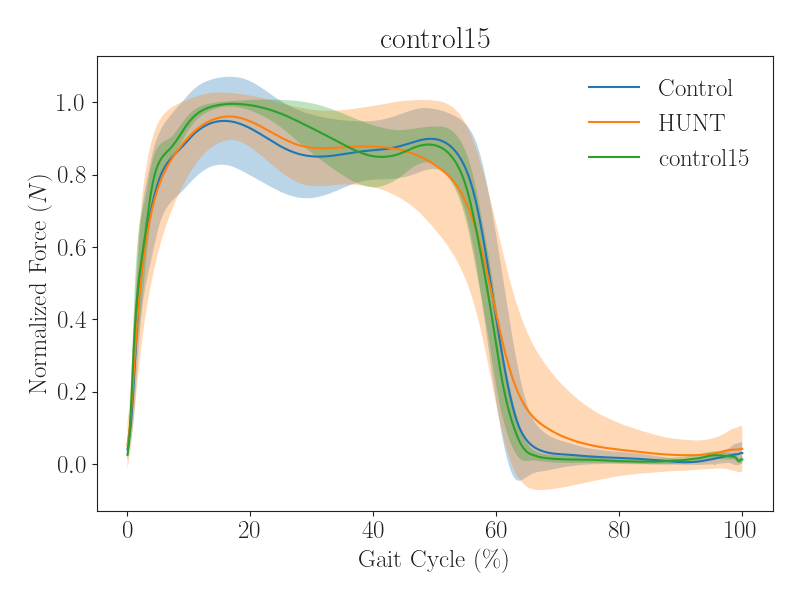 control15
Control
HUNT
control15
1.0
0.8
0.6
0.4
0.2
0.0
Normalized Force (N)
0 20 40 60 80 100
Gait Cycle (%)